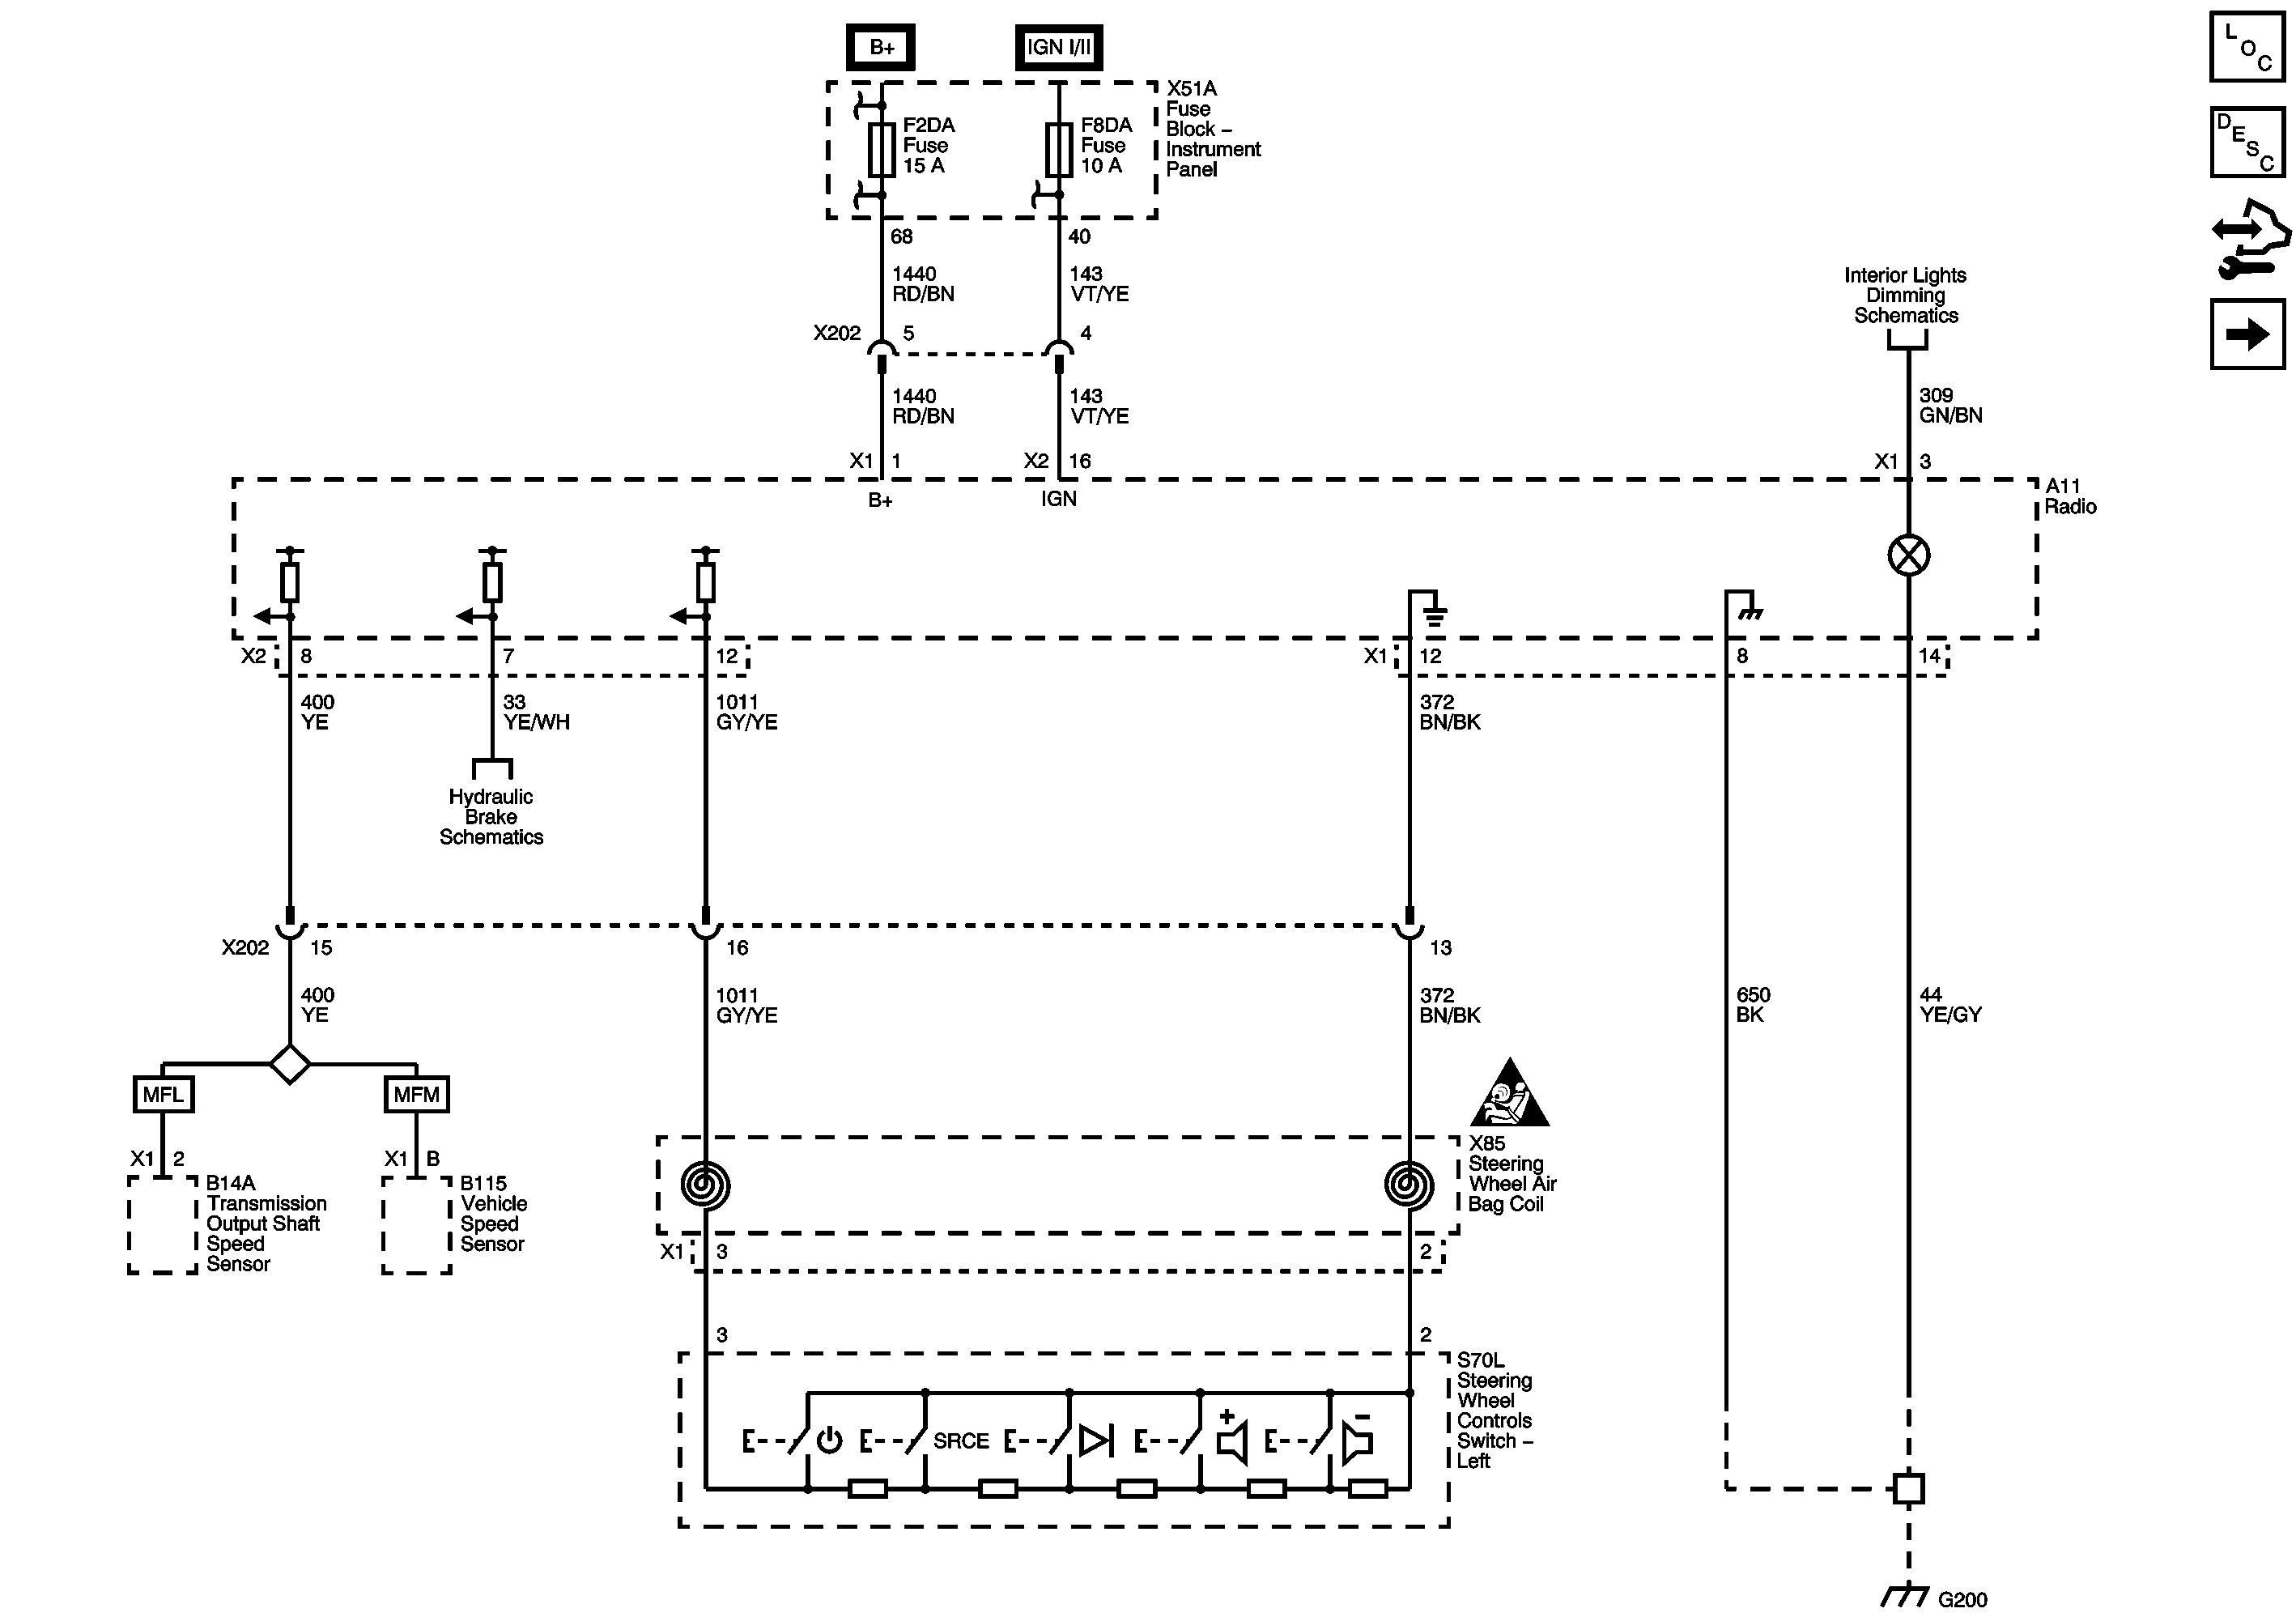 B+
IGN I/II
L
O
C
X51A
Fuse
Block –
Instrument
Panel
F2DA
Fuse
15 A
F8DA
Fuse
10 A
D
E
S
C
68
40
1440
RD/BN
143
VT/YE
Interior Lights
Dimming
Schematics
X202
5
4
1440
RD/BN
143
VT/YE
309
GN/BN
X1
1
X2
16
X1
3
B+
IGN
A11
Radio
X2
8
7
12
X1
12
8
14
400
YE
33
YE/WH
1011
GY/YE
372
BN/BK
Hydraulic
Brake
Schematics
X202
15
16
13
400
YE
1011
GY/YE
372
BN/BK
650
BK
44
YE/GY
MFL
MFM
X1
2
X1
B
B14A
Transmission
Output Shaft
Speed
Sensor
B115
Vehicle
Speed
Sensor
X85
Steering
Wheel Air
Bag Coil
X1
3
2
3
2
S70L
Steering
Wheel
Controls
Switch –
Left
SRCE
+
–
G200